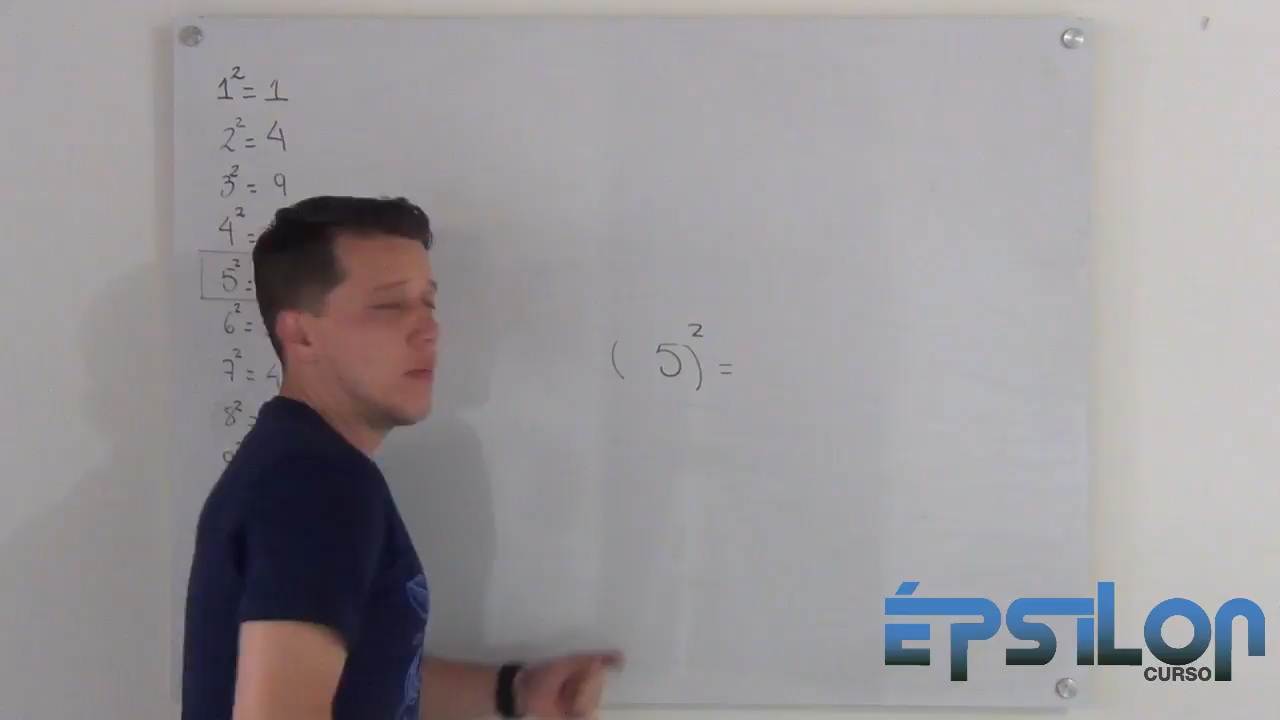 1² = 1
2² = 4
3² = 9
4² =
5² =
6² =
7² = 4
8² =
( 5)² =
ÉPSILON
CURSO